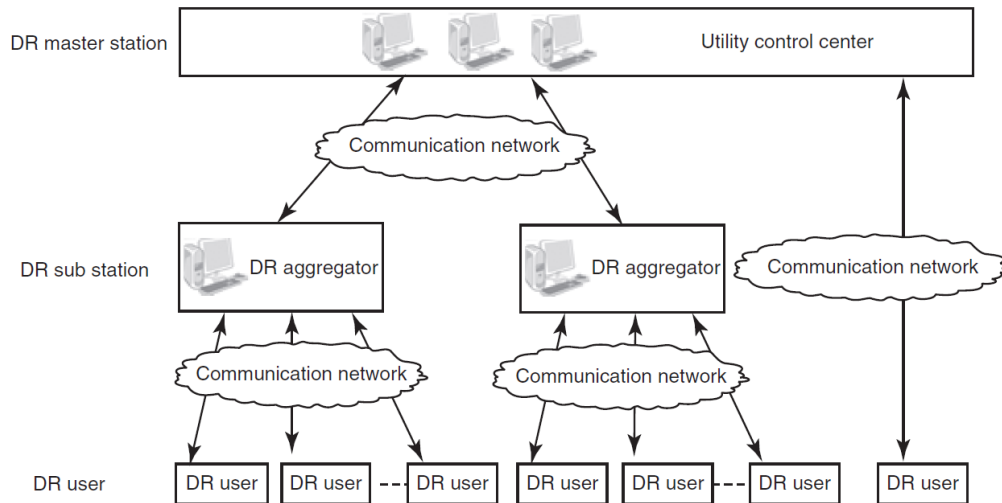 DR master station
Utility control center
Communication network
DR sub station
DR aggregator
DR aggregator
Communication network
Communication network
Communication network
DR user
DR user
DR user
DR user
DR user
DR user
DR user
DR user